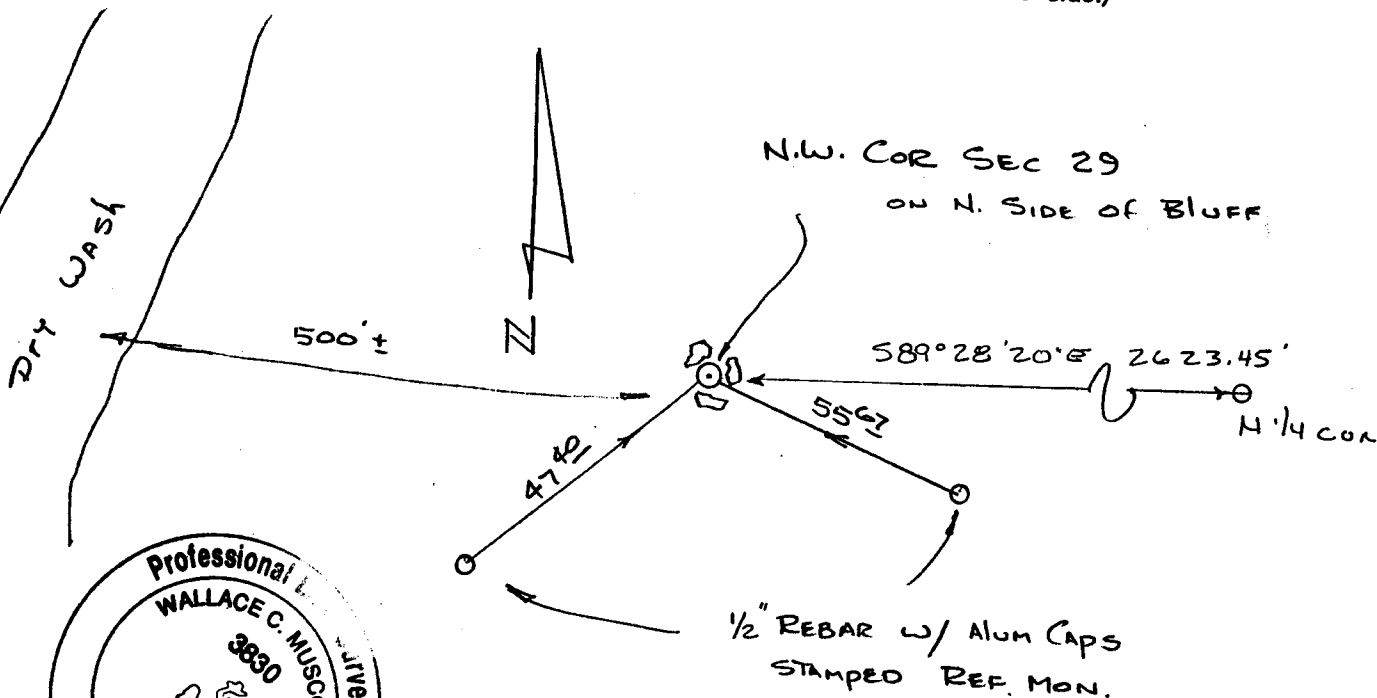 N.W. COR SEC 29
ON N. SIDE OF BLUFF
DRY WASH
500'±
N
S89°28'20"E 2623.45'
N 1/4 COR
55 67
47 40
Professional
WALLACE C.
3830
1/2" REBAR W/ ALUM CAPS
STAMPED REF. MON.